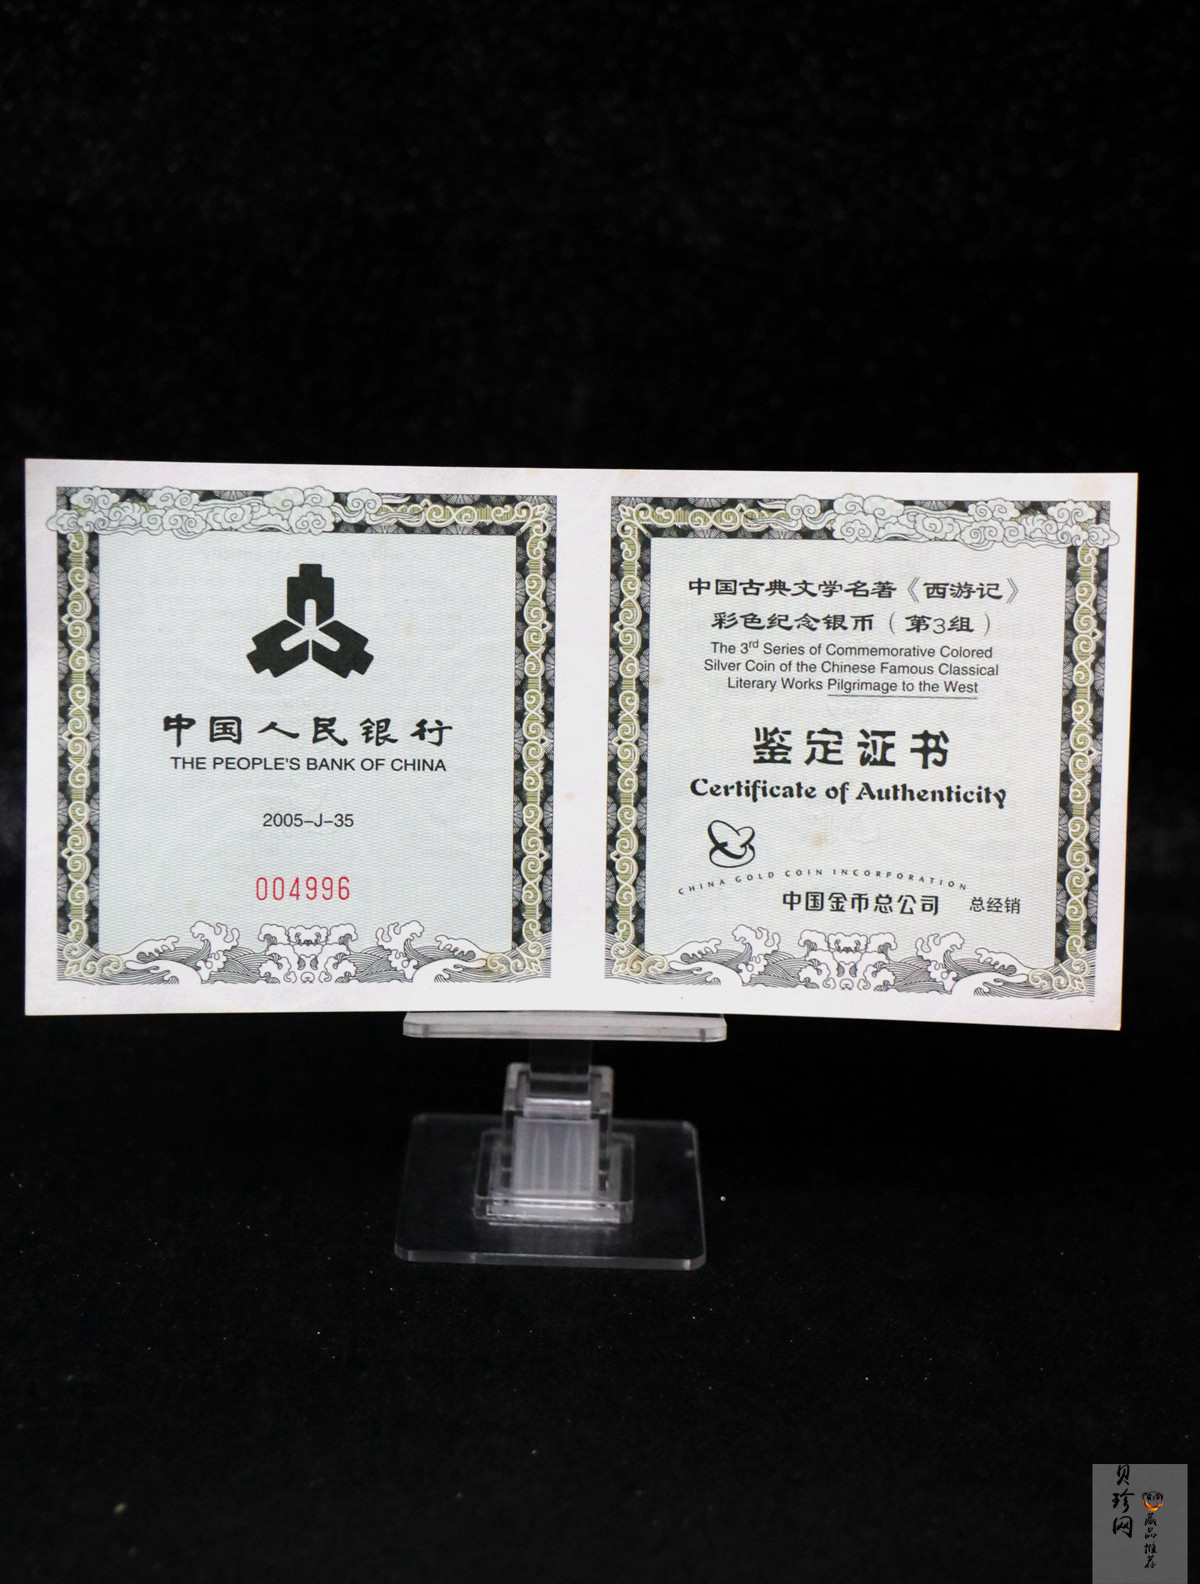 中国人民银行
THE PEOPLE'S BANK OF CHINA
2005-J-35
004996
中国古典文学名著《西游记》
彩色纪念银币（第3组）
The 3rd Series of Commemorative Colored
Silver Coin of the Chinese Famous Classical
Literary Works Pilgrimage to the West
鉴定证书
Certificate of Authenticity
CHINA GOLD COIN INCORPORATION
中国金币总公司 总经销
贝珍网
藏品推荐